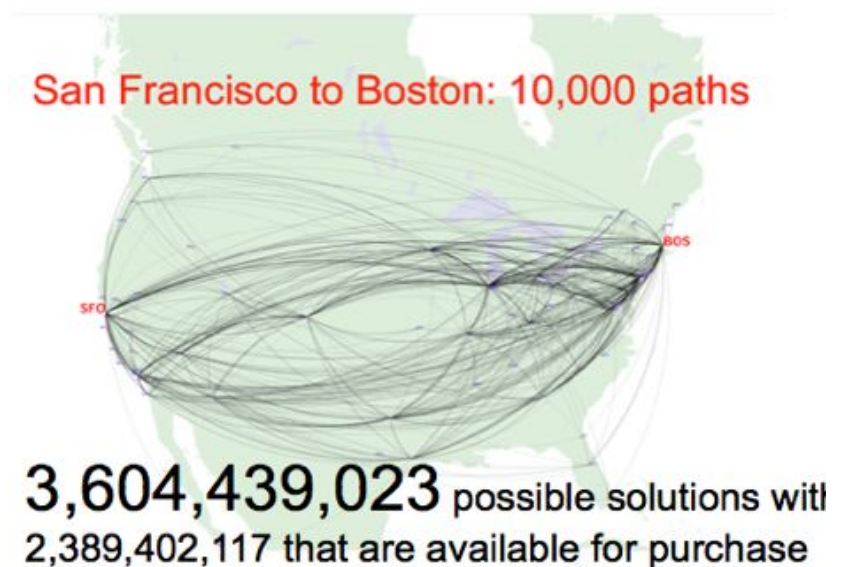 San Francisco to Boston: 10,000 paths
BOS
SFO
3,604,439,023 possible solutions with
2,389,402,117 that are available for purchase